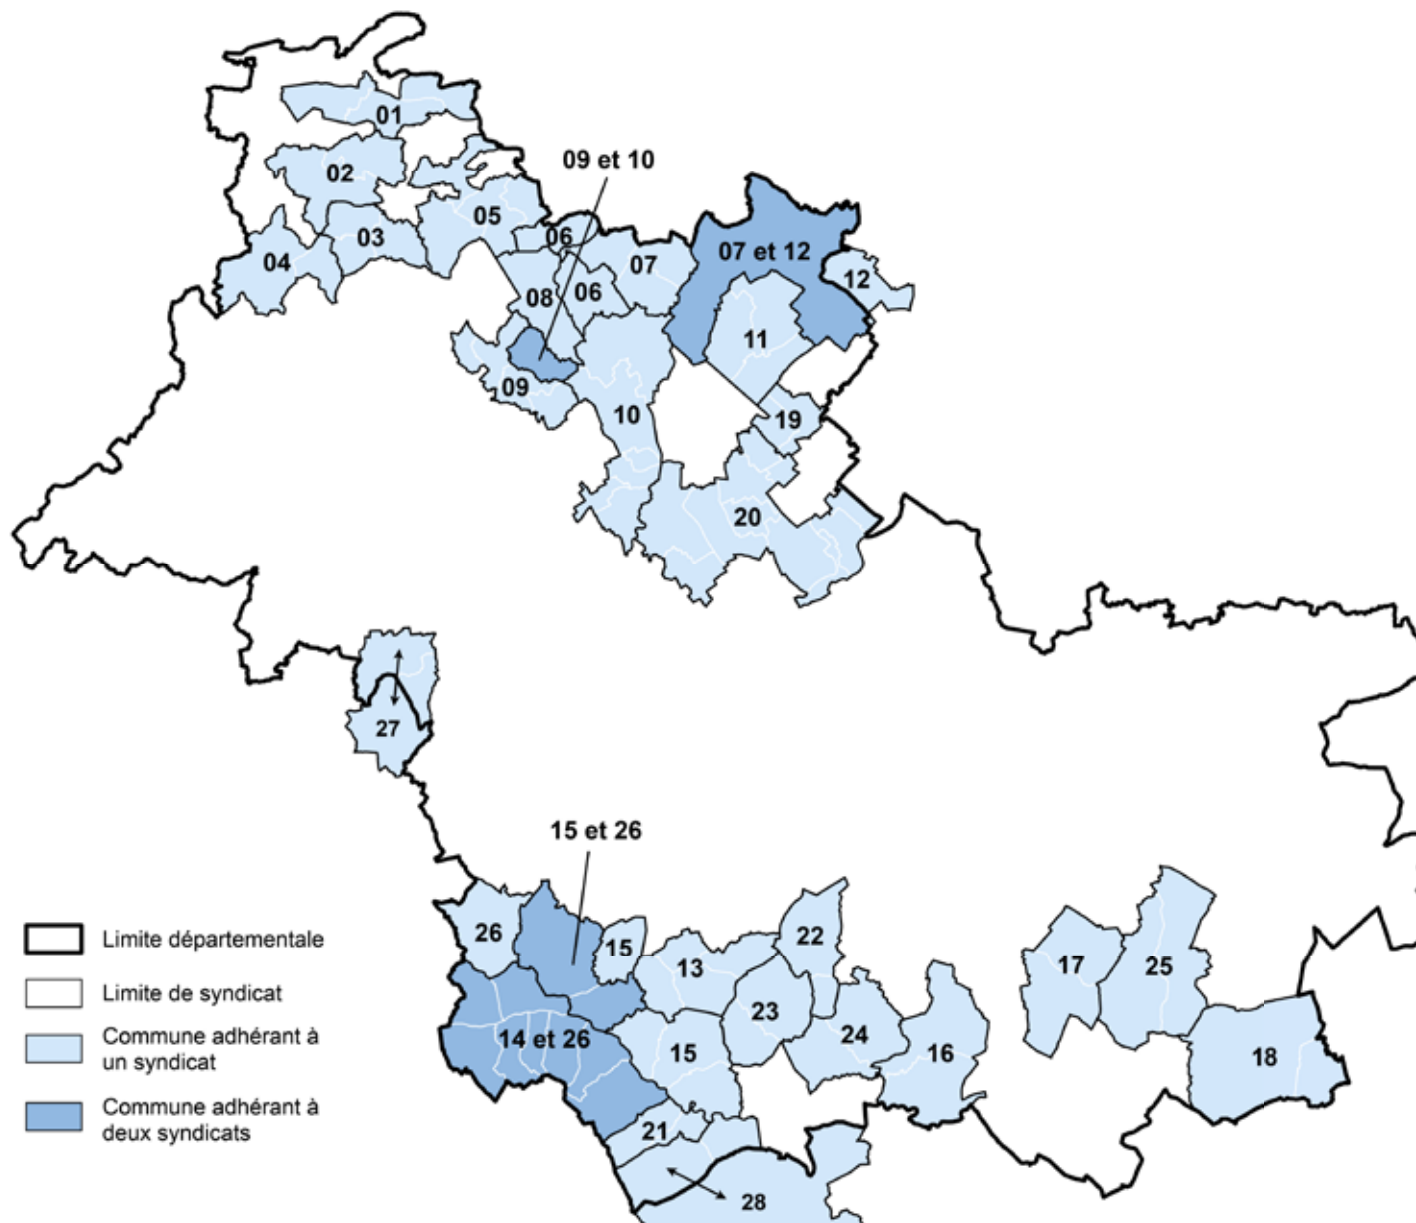 01
09 et 10
02
05
03
06
04
07
07 et 12
12
08
06
11
09
10
19
20
27
15 et 26
26
15
22
13
17
25
23
14 et 26
24
15
16
18
21
28
Limite départementale
Limite de syndicat
Commune adhérant à
un syndicat
Commune adhérant à
deux syndicats